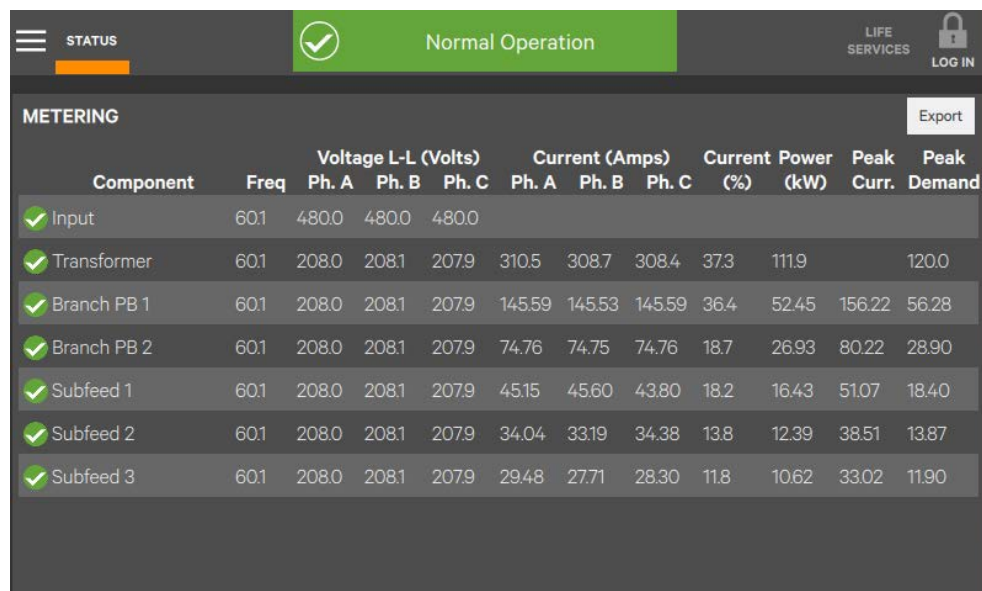 STATUS
Normal Operation
LIFE
SERVICES
LOG IN
METERING
Export
Voltage L-L (Volts) Current (Amps) Current Power Peak Peak
Component Freq Ph. A Ph. B Ph. C Ph. A Ph. B Ph. C (%) (kW) Curr. Demand
Input 60.1 480.0 480.0 480.0
Transformer 60.1 208.0 208.1 207.9 310.5 308.7 308.4 37.3 111.9 120.0
Branch PB 1 60.1 208.0 208.1 207.9 145.59 145.53 145.59 36.4 52.45 156.22 56.28
Branch PB 2 60.1 208.0 208.1 207.9 74.76 74.75 74.76 18.7 26.93 80.22 28.90
Subfeed 1 60.1 208.0 208.1 207.9 45.15 45.60 43.80 18.2 16.43 51.07 18.40
Subfeed 2 60.1 208.0 208.1 207.9 34.04 33.19 34.38 13.8 12.39 38.51 13.87
Subfeed 3 60.1 208.0 208.1 207.9 29.48 27.71 28.30 11.8 10.62 33.02 11.90